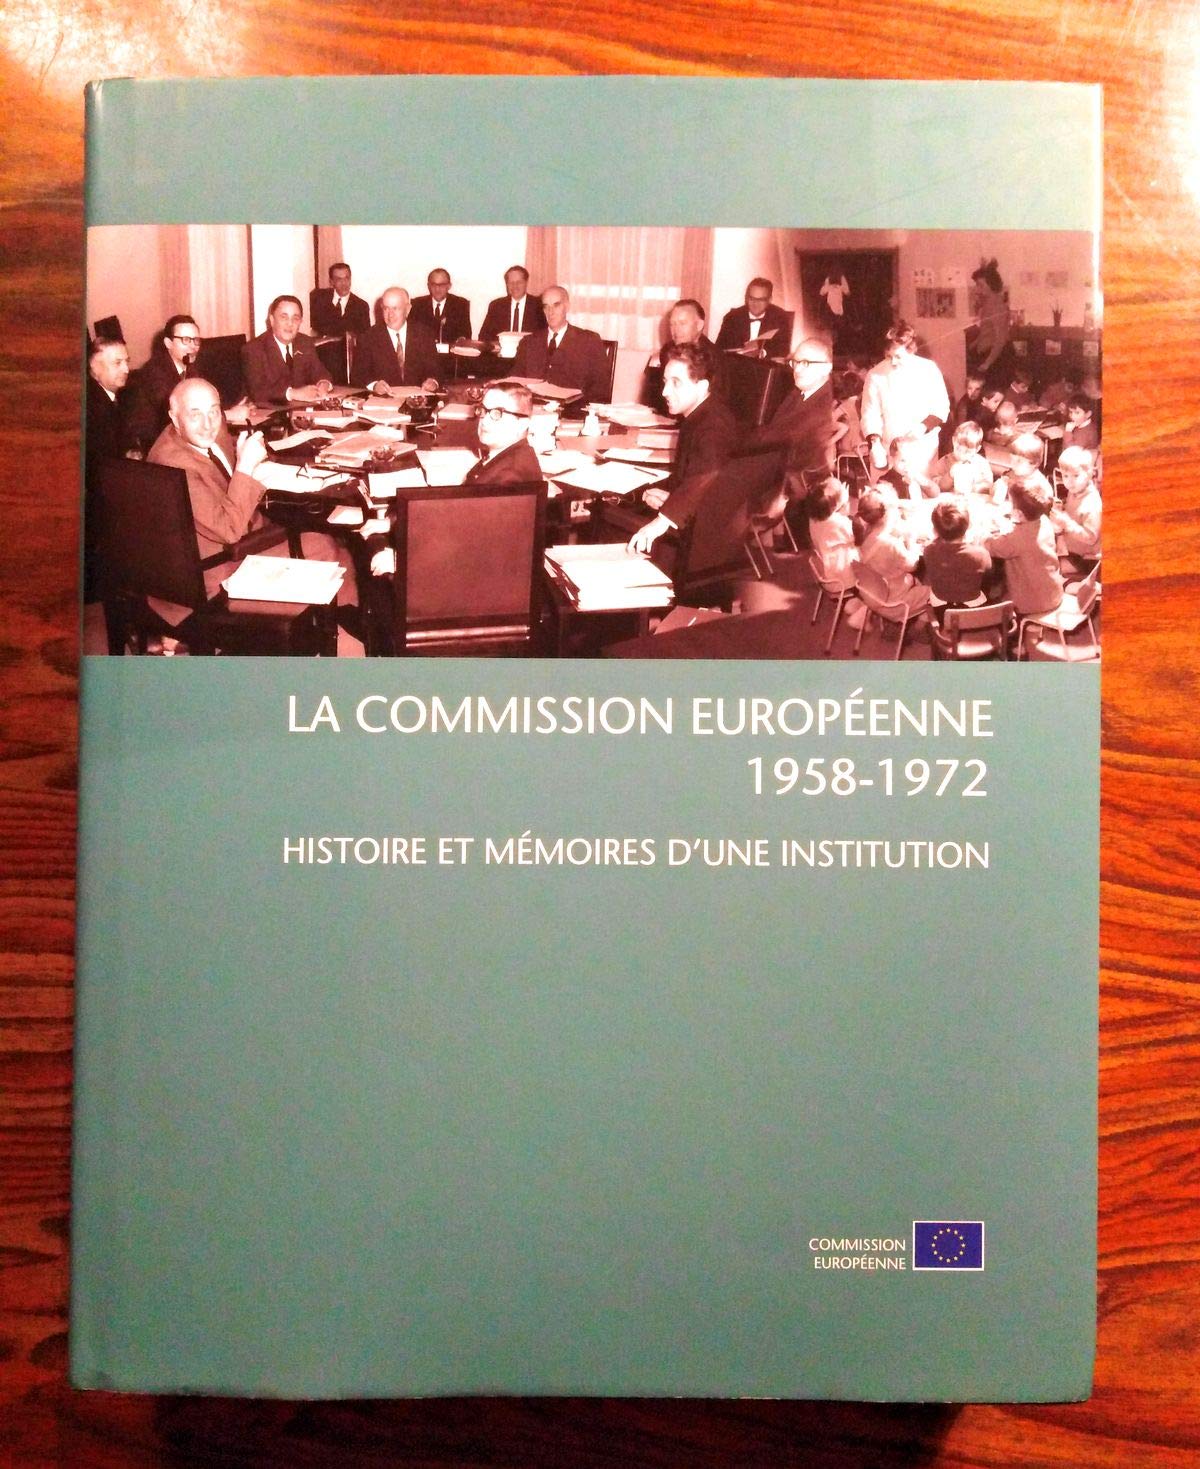 LA COMMISSION EUROPÉENNE
1958-1972
HISTOIRE ET MÉMOIRES D'UNE INSTITUTION
COMMISSION
EUROPÉENNE